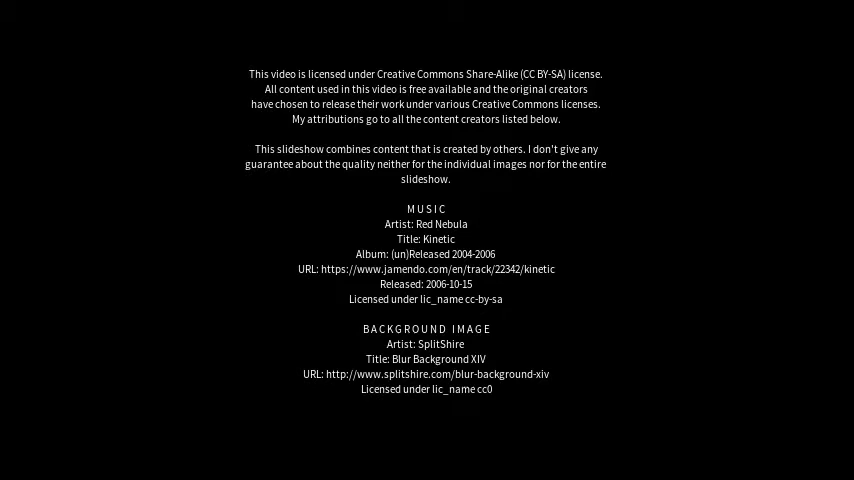 This video is licensed under Creative Commons Share-Alike (CC BY-SA) license.
All content used in this video is free available and the original creators
have chosen to release their work under various Creative Commons licenses.
My attributions go to all the content creators listed below.
This slideshow combines content that is created by others. I don't give any
guarantee about the quality neither for the individual images nor for the entire
slideshow.
MUSIC
Artist: Red Nebula
Title: Kinetic
Album: (un)Released 2004-2006
URL: https://www.jamendo.com/en/track/22342/kinetic
Released: 2006-10-15
Licensed under lic_name cc-by-sa
BACKGROUND IMAGE
Artist: SplitShire
Title: Blur Background XIV
URL: http://www.splitshire.com/blur-background-xiv
Licensed under lic_name cc0